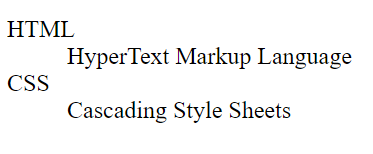 HTML
HyperText Markup Language
CSS
Cascading Style Sheets